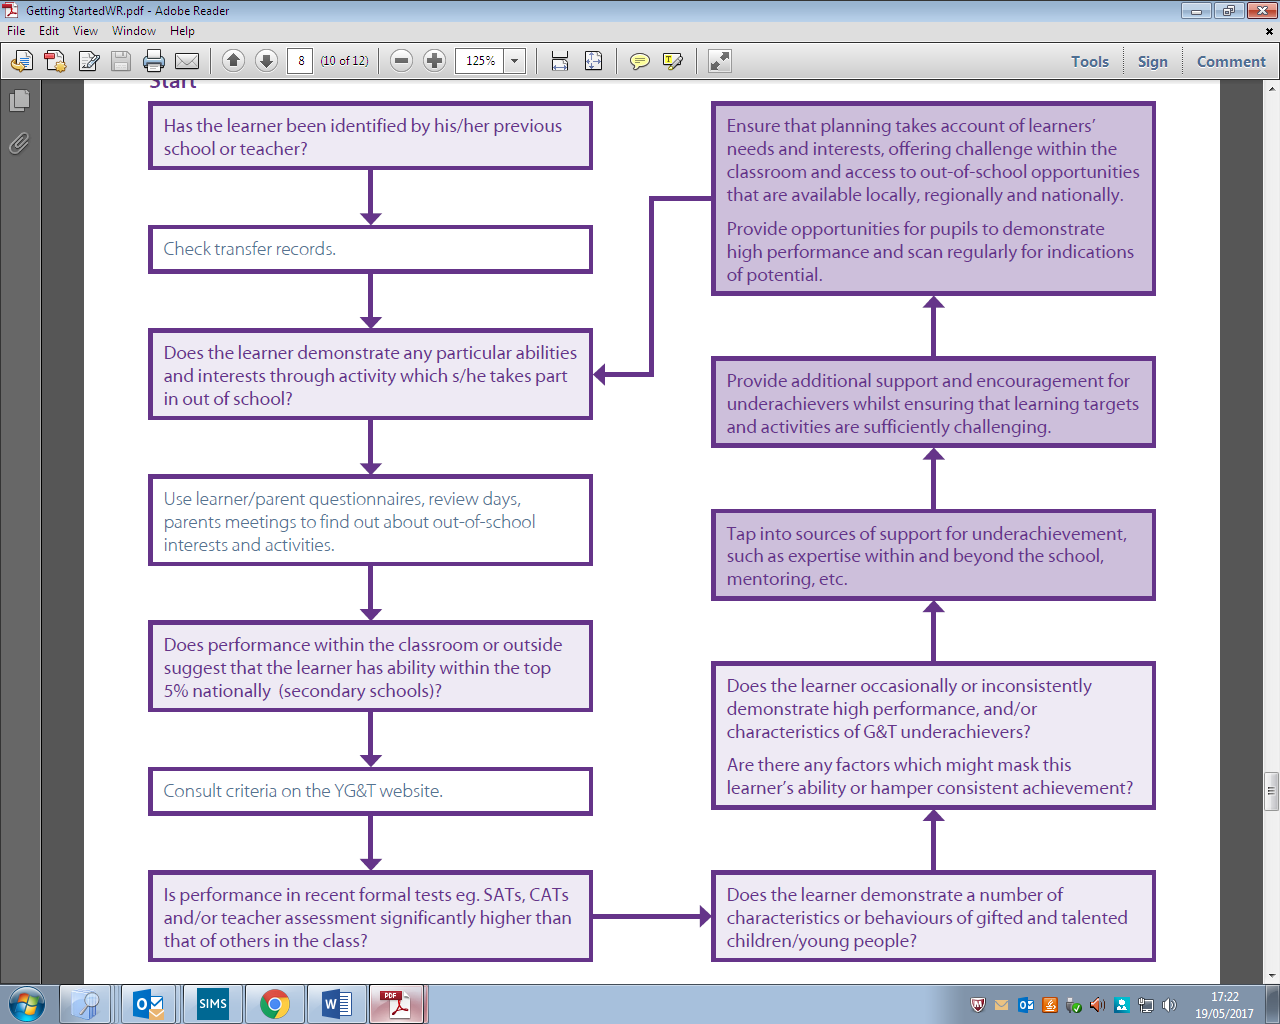 Getting StartedWR.pdf - Adobe Reader
File Edit View Window Help
8 (10 of 12) 125% Tools Sign Comment
Start
Has the learner been identified by his/her previous
school or teacher?
Check transfer records.
Does the learner demonstrate any particular abilities
and interests through activity which s/he takes part
in out of school?
Use learner/parent questionnaires, review days,
parents meetings to find out about out-of-school
interests and activities.
Does performance within the classroom or outside
suggest that the learner has ability within the top
5% nationally (secondary schools)?
Consult criteria on the YG&T website.
Is performance in recent formal tests eg. SATs, CATs
and/or teacher assessment significantly higher than
that of others in the class?
Does the learner demonstrate a number of
characteristics or behaviours of gifted and talented
children/young people?
Does the learner occasionally or inconsistently
demonstrate high performance, and/or
characteristics of G&T underachievers?
Are there any factors which might mask this
learner's ability or hamper consistent achievement?
Tap into sources of support for underachievement,
such as expertise within and beyond the school,
mentoring, etc.
Provide additional support and encouragement for
underachievers whilst ensuring that learning targets
and activities are sufficiently challenging.
Ensure that planning takes account of learners'
needs and interests, offering challenge within the
classroom and access to out-of-school opportunities
that are available locally, regionally and nationally.
Provide opportunities for pupils to demonstrate
high performance and scan regularly for indications
of potential.
SIMS
PDF
17:22
19/05/2017